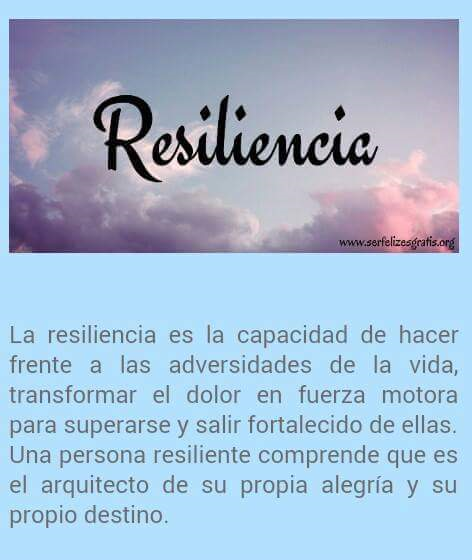 Resiliencia
www.serfelizesgratis.org
La resiliencia es la capacidad de hacer
frente a las adversidades de la vida,
transformar el dolor en fuerza motora
para superarse y salir fortalecido de ellas.
Una persona resiliente comprende que es
el arquitecto de su propia alegría y su
propio destino.